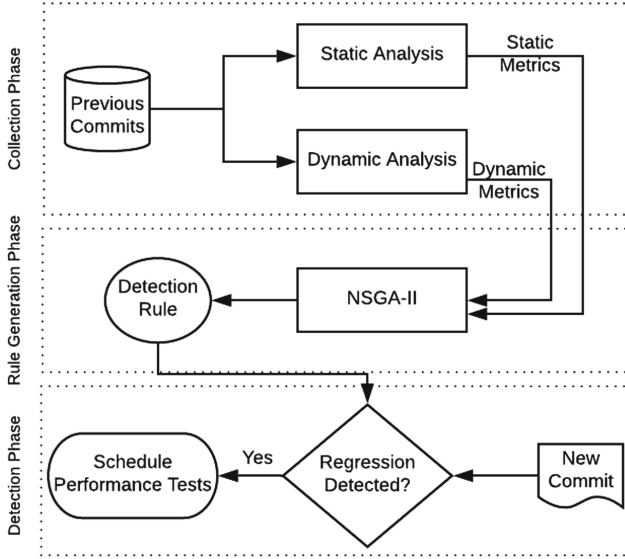 Collection Phase
Previous
Commits
Static Analysis
Static
Metrics
Dynamic Analysis
Dynamic
Metrics
Rule Generation Phase
Detection
Rule
NSGA-II
Detection Phase
Schedule
Performance Tests
Yes
Regression
Detected?
New
Commit